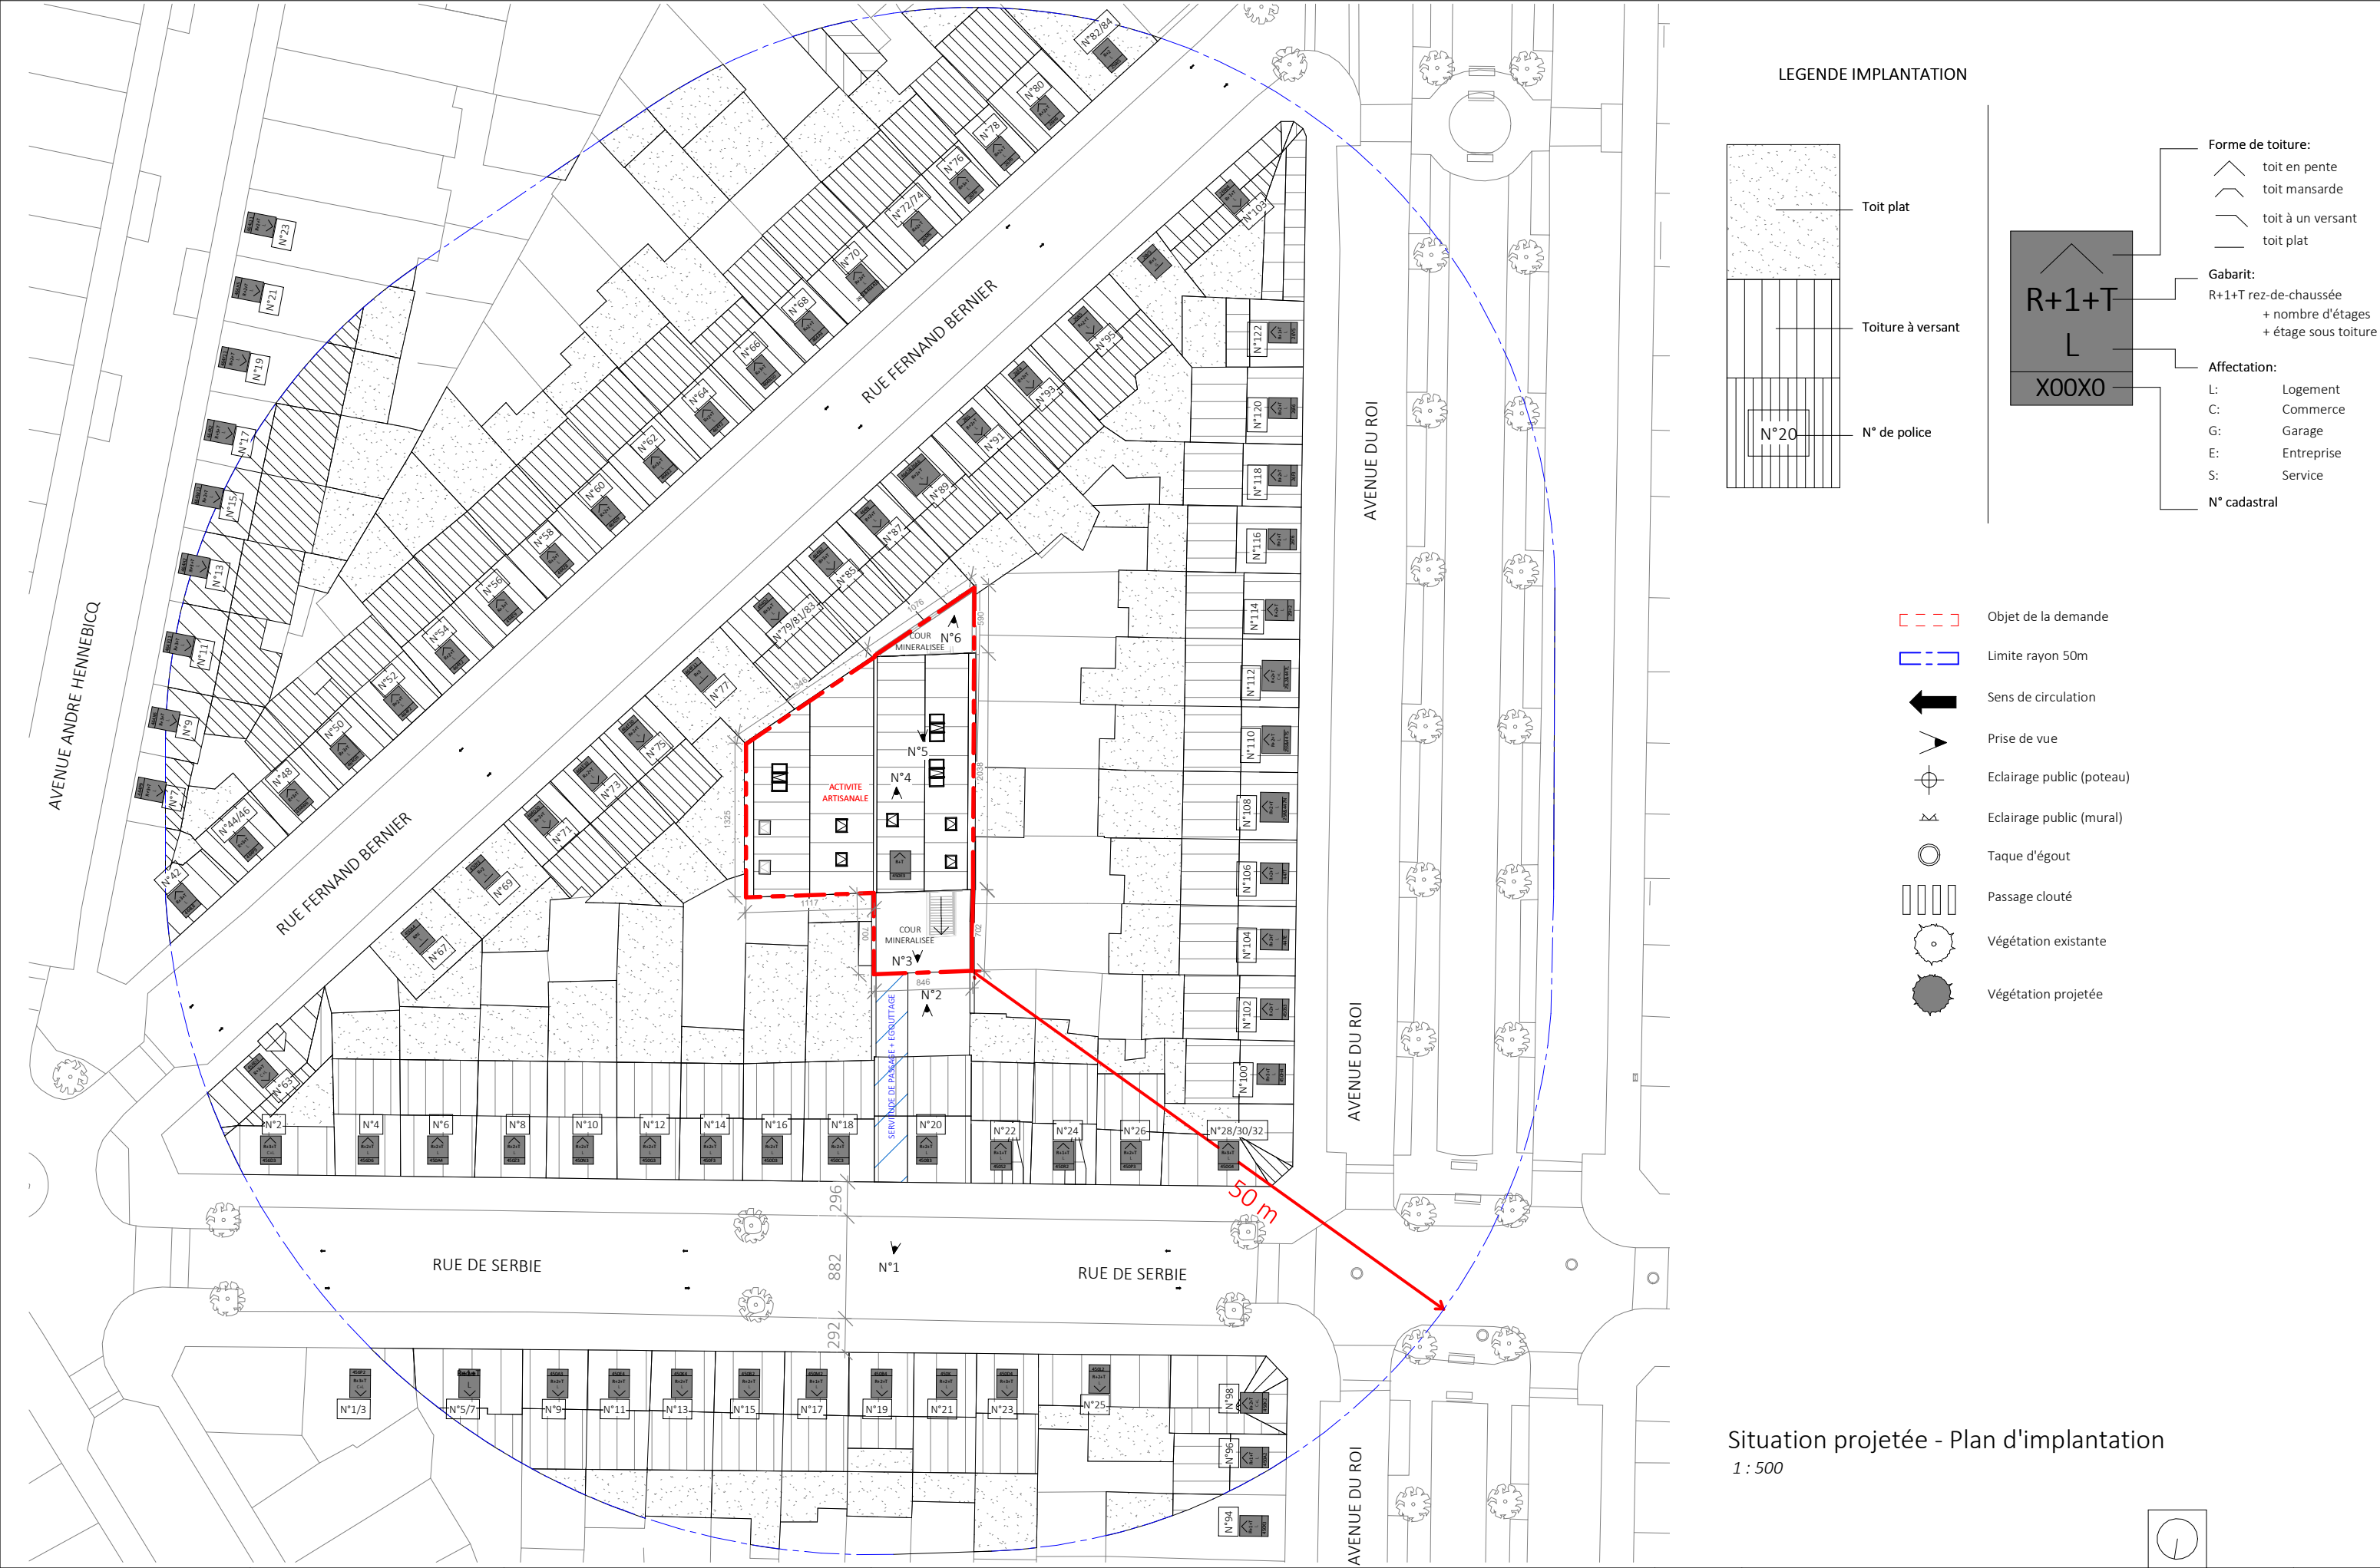 LEGENDE IMPLANTATION
Toit plat
Toiture à versant
N°20
N° de police
R+1+T
L
X00X0
Forme de toiture:
toit en pente
toit mansarde
toit à un versant
toit plat
Gabarit:
R+1+T rez-de-chaussée
+ nombre d'étages
+ étage sous toiture
Affectation:
L: Logement
C: Commerce
G: Garage
E: Entreprise
S: Service
N° cadastral
Objet de la demande
Limite rayon 50m
Sens de circulation
Prise de vue
Eclairage public (poteau)
Eclairage public (mural)
Taque d'égout
Passage clouté
Végétation existante
Végétation projetée
Situation projetée - Plan d'implantation
1 : 500
AVENUE ANDRE HENNEBICQ
N°23
N°21
N°19
N°17
N°15
N°13
N°11
N°9
N°7
RUE FERNAND BERNIER
RUE FERNAND BERNIER
N°82/84
N°80
N°78
N°76
N°72/74
N°70
N°68
N°66
N°64
N°62
N°60
N°58
N°56
N°54
N°52
N°50
N°48
N°44/46
N°42
N°103
N°95
N°93
N°91
N°89
N°87
N°85
N°79/81/83
N°77
N°75
N°73
N°71
N°69
N°67
N°63
AVENUE DU ROI
AVENUE DU ROI
AVENUE DU ROI
N°122
N°120
N°118
N°116
N°114
N°112
N°110
N°108
N°106
N°104
N°102
N°100
N°98
N°96
N°94
1076
590
1346
COUR
MINERALISEE
N°6
N°5
N°4
ACTIVITE
ARTISANALE
2038
1325
1117
700
702
COUR
MINERALISEE
N°3
846
N°2
SERVITUDE DE PASSAGE + EGOUTTAGE
N°2
N°4
N°6
N°8
N°10
N°12
N°14
N°16
N°18
N°20
N°22
N°24
N°26
N°28/30/32
50 m
296
882
292
N°1
RUE DE SERBIE
RUE DE SERBIE
N°1/3
N°5/7
N°9
N°11
N°13
N°15
N°17
N°19
N°21
N°23
N°25